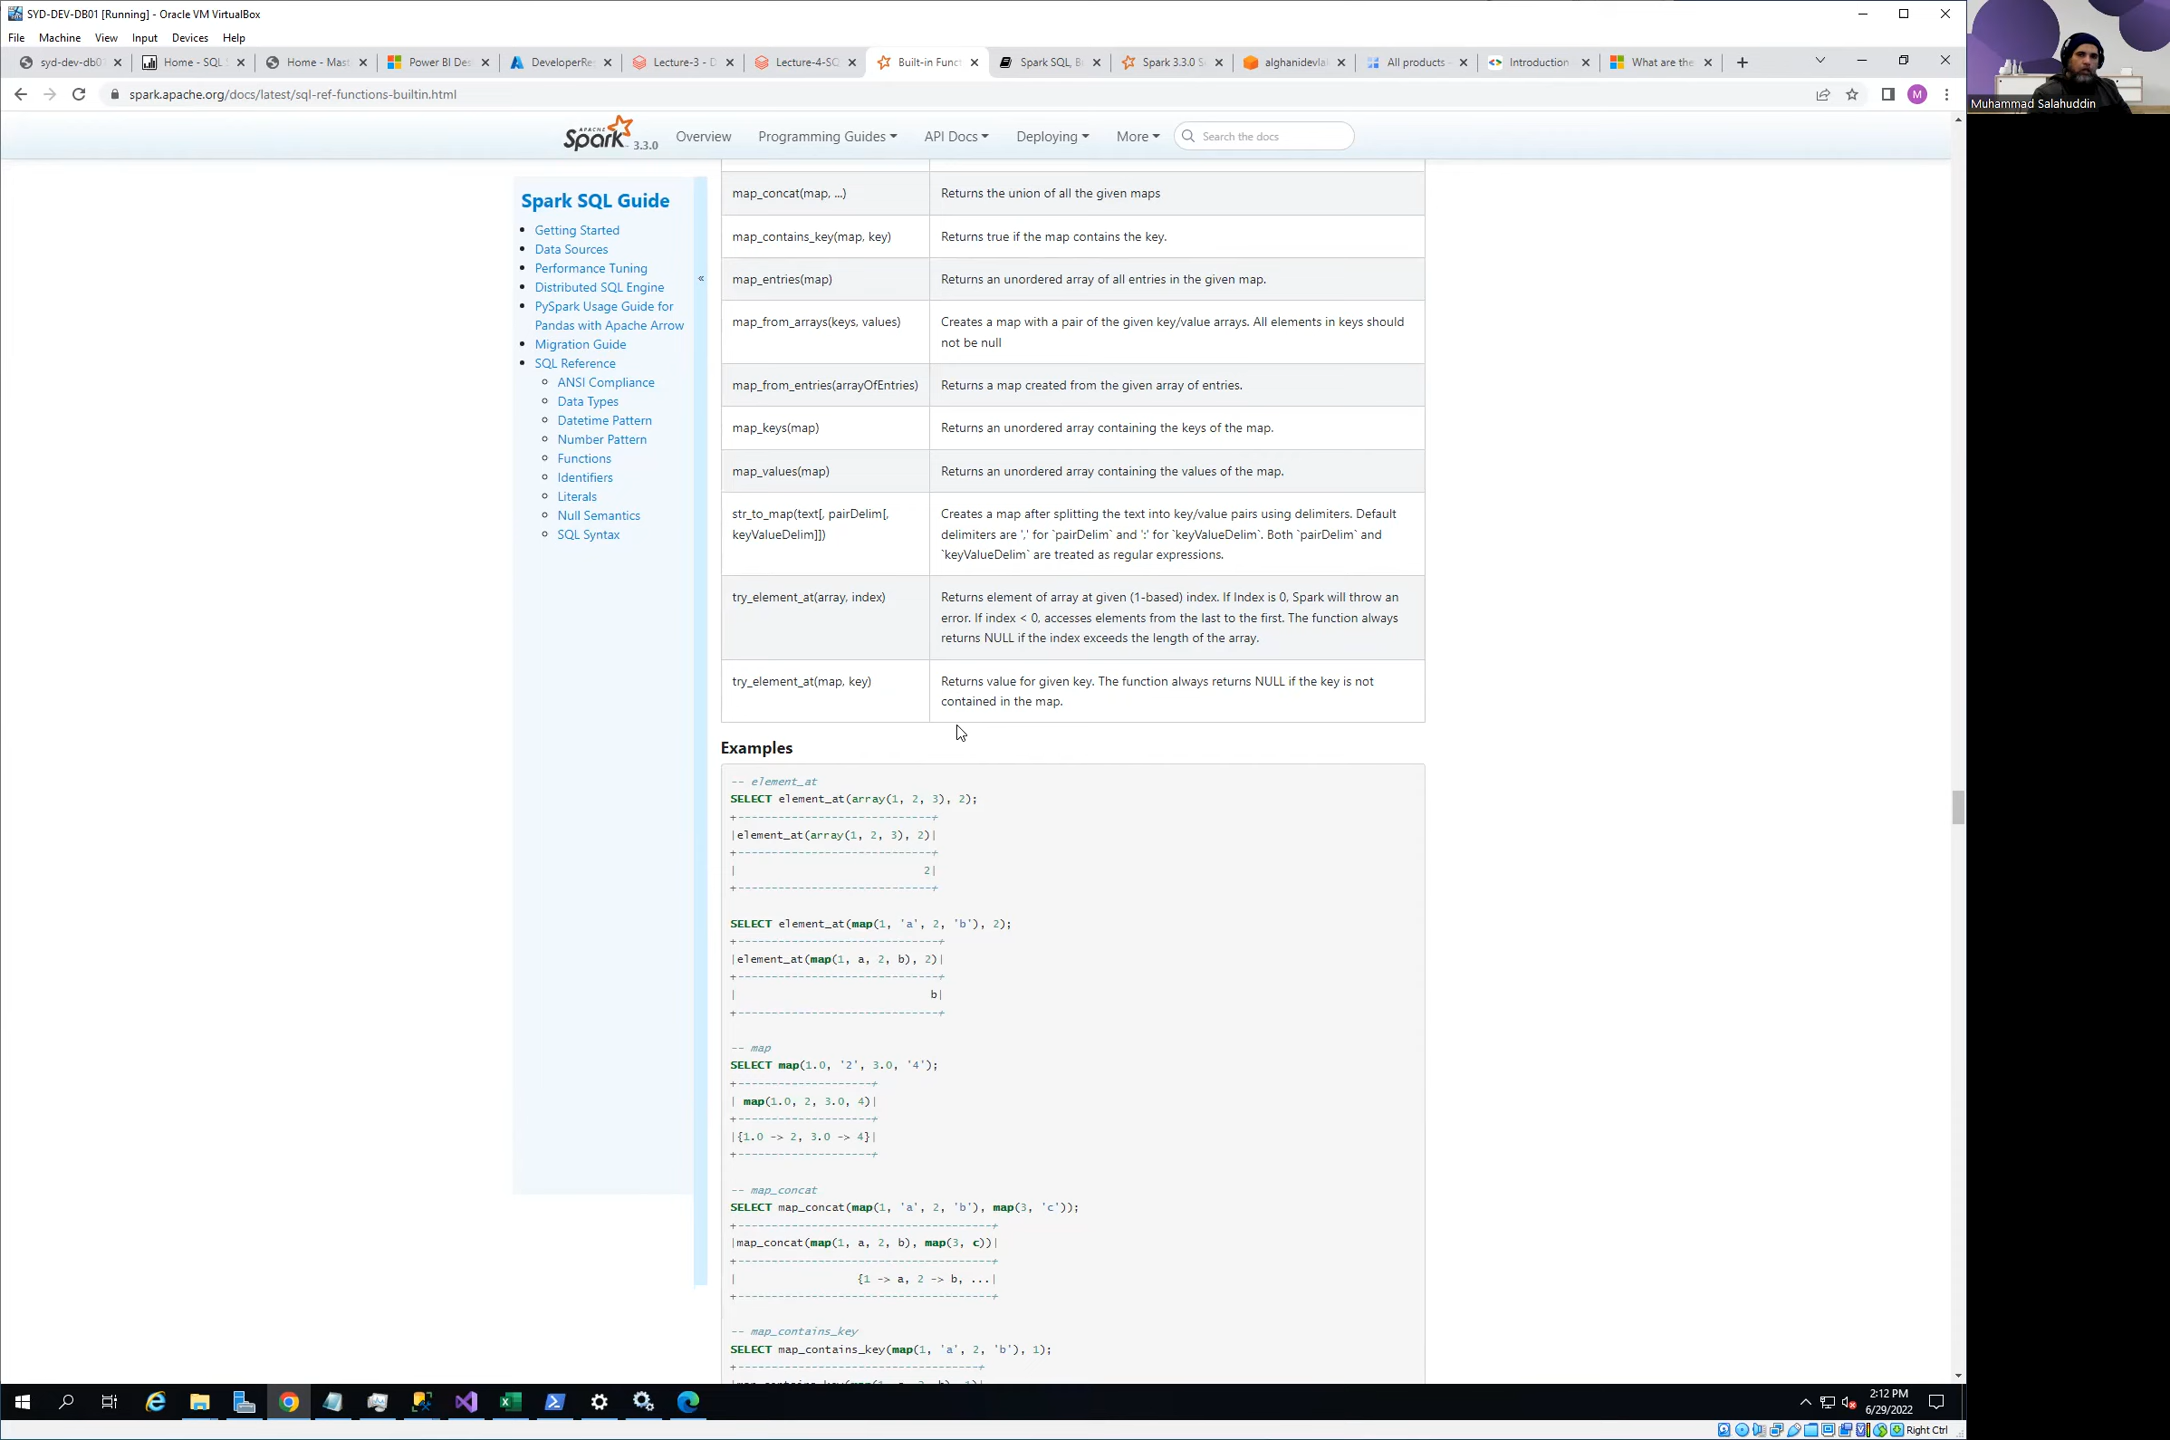 SYD-DEV-DB01 [Running] - Oracle VM VirtualBox
File Machine View Input Devices Help
syd-dev-db0 Home - SQL Home - Mast Power BI Des DeveloperRe Lecture-3 - D Lecture-4-SQ Built-in Funct Spark SQL, B Spark 3.3.0 S alghanidevla All products - Introduction What are the
spark.apache.org/docs/latest/sql-ref-functions-builtin.html
M
Muhammad Salahuddin
APACHE Spark 3.3.0 Overview Programming Guides API Docs Deploying More Search the docs
Spark SQL Guide
Getting Started
Data Sources
Performance Tuning
Distributed SQL Engine
PySpark Usage Guide for
Pandas with Apache Arrow
Migration Guide
SQL Reference
ANSI Compliance
Data Types
Datetime Pattern
Number Pattern
Functions
Identifiers
Literals
Null Semantics
SQL Syntax
«
map_concat(map, ...) Returns the union of all the given maps
map_contains_key(map, key) Returns true if the map contains the key.
map_entries(map) Returns an unordered array of all entries in the given map.
map_from_arrays(keys, values) Creates a map with a pair of the given key/value arrays. All elements in keys should
not be null
map_from_entries(arrayOfEntries) Returns a map created from the given array of entries.
map_keys(map) Returns an unordered array containing the keys of the map.
map_values(map) Returns an unordered array containing the values of the map.
str_to_map(text[, pairDelim[, Creates a map after splitting the text into key/value pairs using delimiters. Default
keyValueDelim]]) delimiters are ',' for `pairDelim` and ':' for `keyValueDelim`. Both `pairDelim` and
`keyValueDelim` are treated as regular expressions.
try_element_at(array, index) Returns element of array at given (1-based) index. If Index is 0, Spark will throw an
error. If index < 0, accesses elements from the last to the first. The function always
returns NULL if the index exceeds the length of the array.
try_element_at(map, key) Returns value for given key. The function always returns NULL if the key is not
contained in the map.
Examples
-- element_at
SELECT element_at(array(1, 2, 3), 2);
+---------------------------+
|element_at(array(1, 2, 3), 2)|
+---------------------------+
| 2|
+---------------------------+
SELECT element_at(map(1, 'a', 2, 'b'), 2);
+----------------------------+
|element_at(map(1, a, 2, b), 2)|
+----------------------------+
| b|
+----------------------------+
-- map
SELECT map(1.0, '2', 3.0, '4');
+--------------------+
| map(1.0, 2, 3.0, 4)|
+--------------------+
|{1.0 -> 2, 3.0 -> 4}|
+--------------------+
-- map_concat
SELECT map_concat(map(1, 'a', 2, 'b'), map(3, 'c'));
+--------------------------------------+
|map_concat(map(1, a, 2, b), map(3, c))|
+--------------------------------------+
| {1 -> a, 2 -> b, ...|
+--------------------------------------+
-- map_contains_key
SELECT map_contains_key(map(1, 'a', 2, 'b'), 1);
+------------------------------------+
2:12 PM
6/29/2022
Right Ctrl